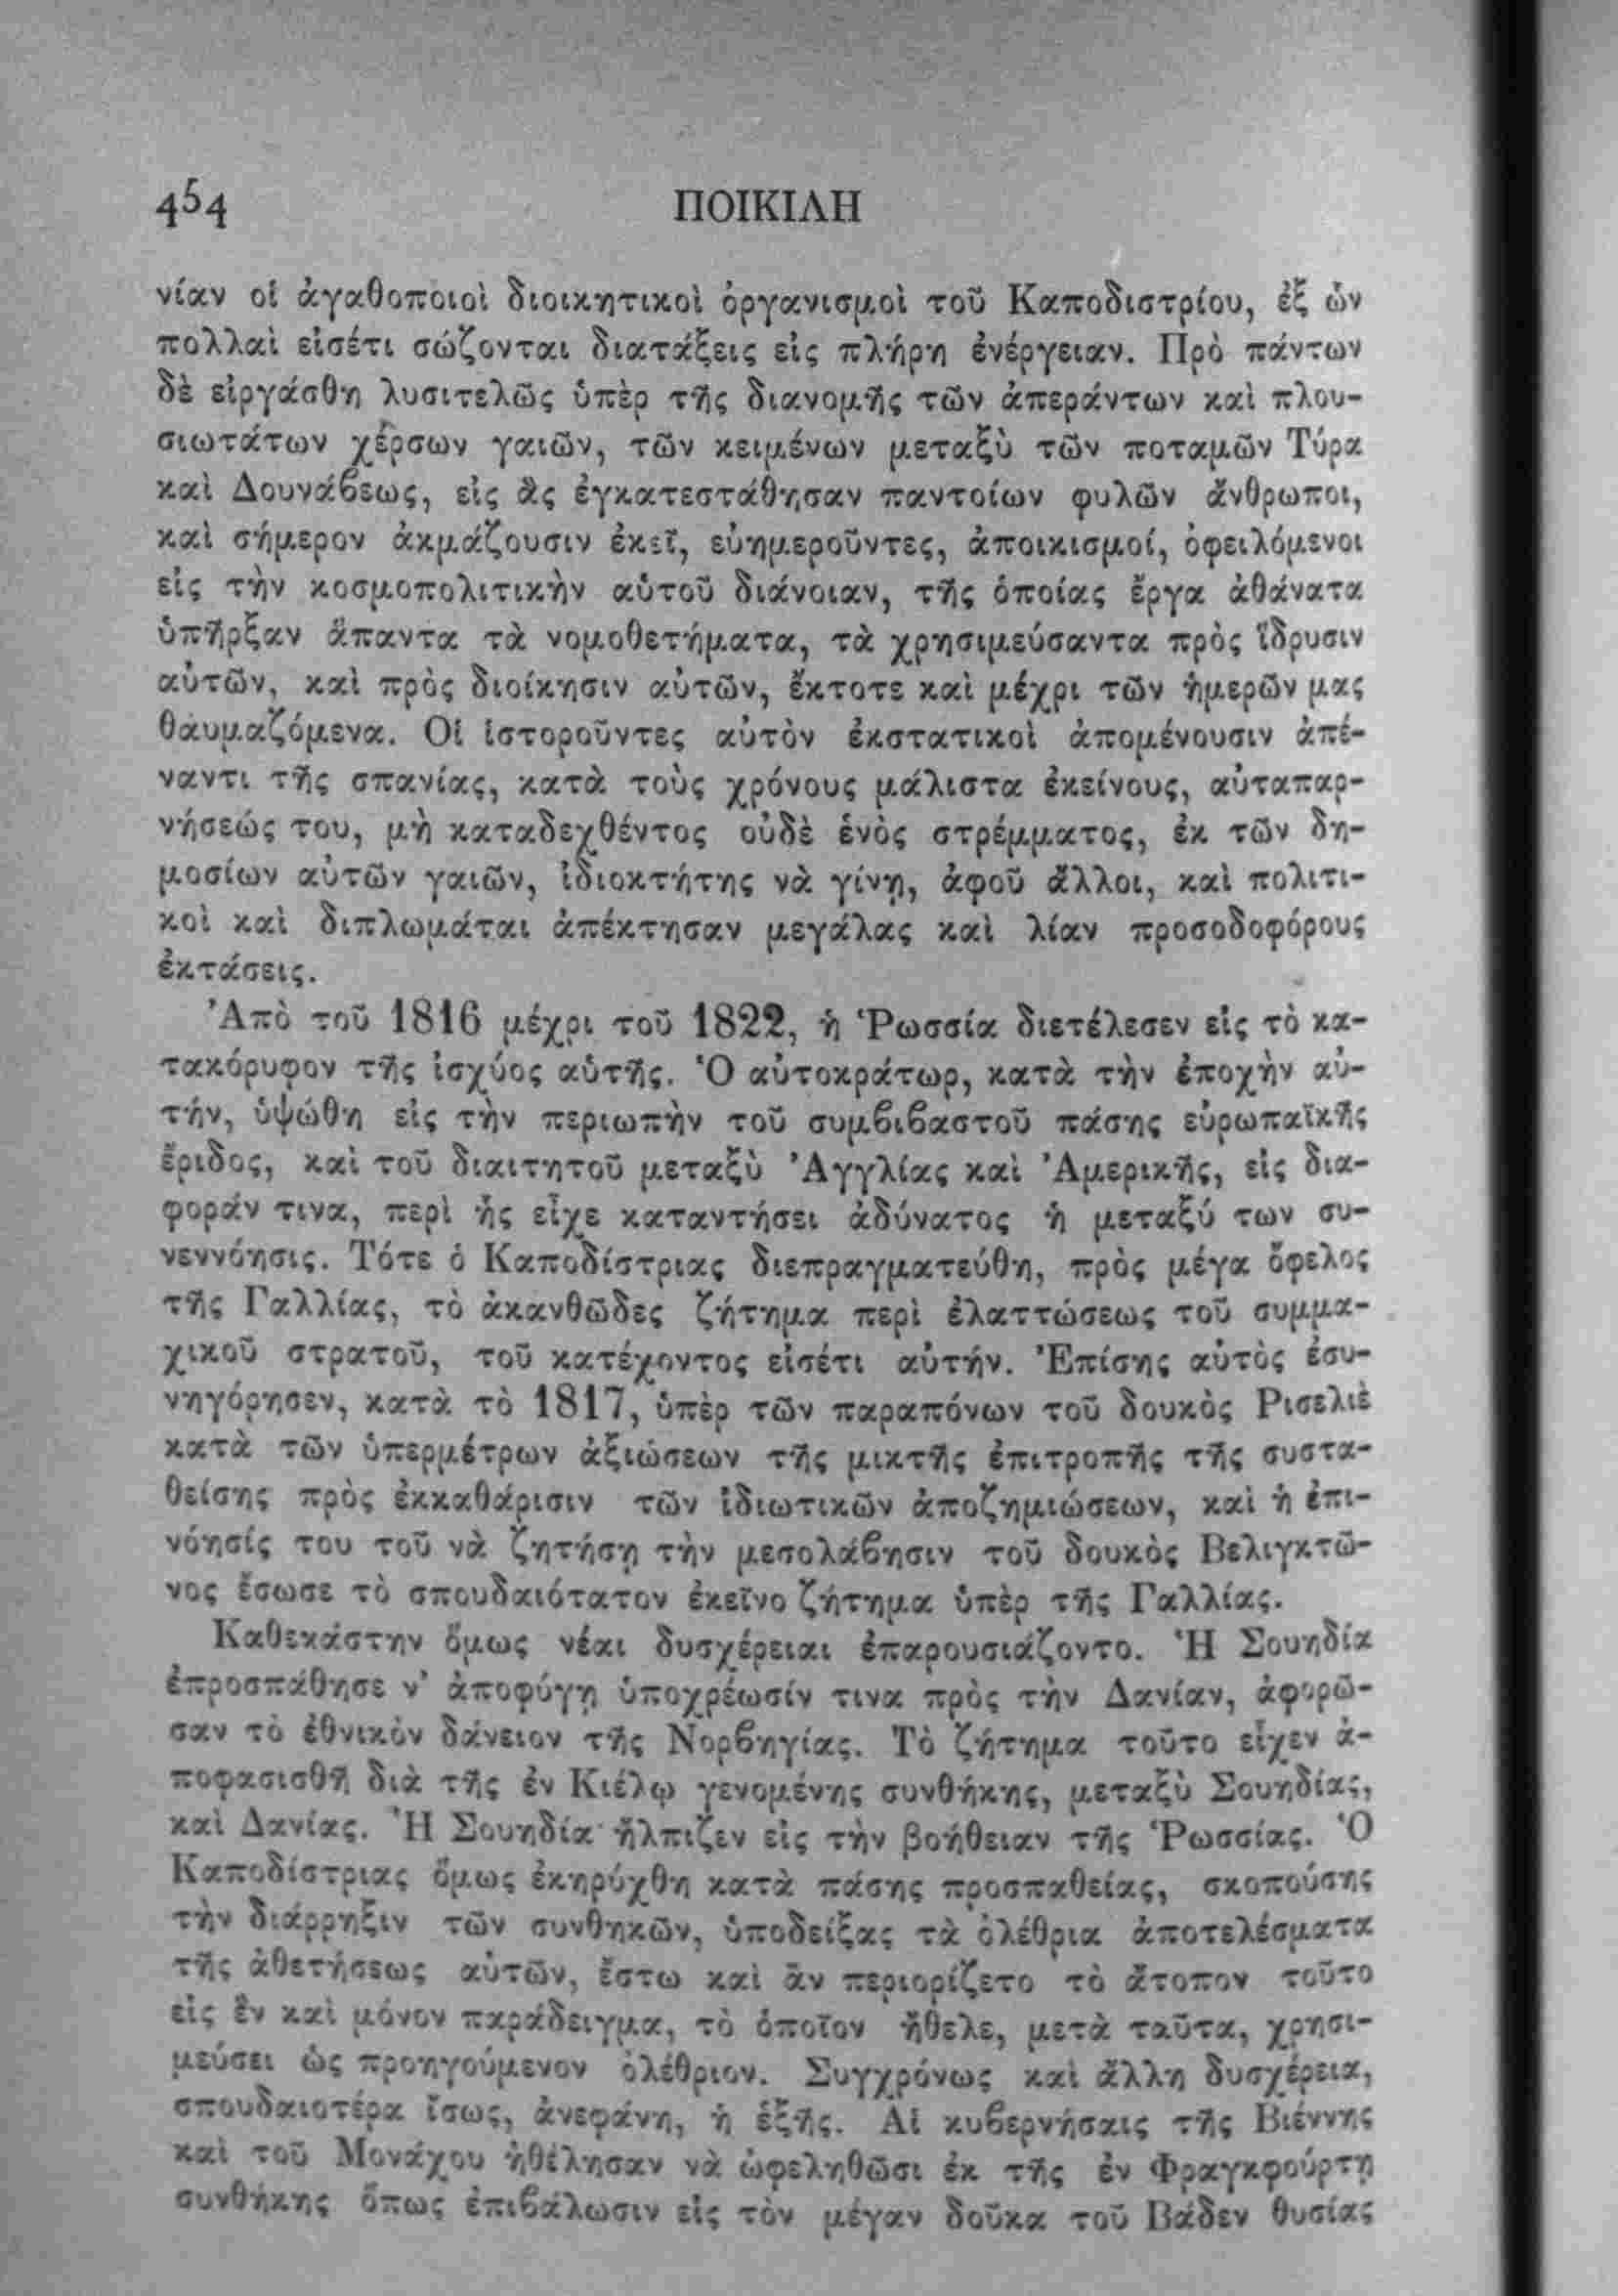 454 ΠΟΙΚΙΛΗ
νίαν οἱ ἀγαθοποιοὶ διοικητικοὶ ὀργανισμοὶ τοῦ Καποδιστρίου, ἐξ ὧν
πολλαὶ εἰσέτι σώζονται διατάξεις εἰς πλήρη ἐνέργειαν. Πρὸ πάντων
δὲ εἰργάσθη λυσιτελῶς ὑπὲρ τῆς διανομῆς τῶν ἀπεράντων καὶ πλου-
σιωτάτων χέρσων γαιῶν, τῶν κειμένων μεταξὺ τῶν ποταμῶν Τύρα
καὶ Δουνάϐεως, εἰς ἃς ἐγκατεστάθησαν παντοίων φυλῶν ἄνθρωποι,
καὶ σήμερον ἀκμάζουσιν ἐκεῖ, εὐημεροῦντες, ἀποικισμοί, ὀφειλόμενοι
εἰς τὴν κοσμοπολιτικὴν αὐτοῦ διάνοιαν, τῆς ὁποίας ἔργα ἀθάνατα
ὑπῆρξαν ἅπαντα τὰ νομοθετήματα, τὰ χρησιμεύσαντα πρὸς ἵδρυσιν
αὐτῶν, καὶ πρὸς διοίκησιν αὐτῶν, ἔκτοτε καὶ μέχρι τῶν ἡμερῶν μας
θαυμαζόμενα. Οἱ ἱστοροῦντες αὐτὸν ἐκστατικοὶ ἀπομένουσιν ἀπέ-
ναντι τῆς σπανίας, κατὰ τοὺς χρόνους μάλιστα ἐκείνους, αὐταπαρ-
νήσεώς του, μὴ καταδεχθέντος οὐδὲ ἑνὸς στρέμματος, ἐκ τῶν δη-
μοσίων αὐτῶν γαιῶν, ἰδιοκτήτης νὰ γίνῃ, ἀφοῦ ἄλλοι, καὶ πολιτι-
κοὶ καὶ διπλωμάται ἀπέκτησαν μεγάλας καὶ λίαν προσοδοφόρους
ἐκτάσεις.
Ἀπὸ τοῦ 1816 μέχρι τοῦ 1822, ἡ Ῥωσσία διετέλεσεν εἰς τὸ κα-
τακόρυφον τῆς ἰσχύος αὑτῆς. Ὁ αὐτοκράτωρ, κατὰ τὴν ἐποχὴν αὐ-
τήν, ὑψώθη εἰς τὴν περιωπὴν τοῦ συμϐιϐαστοῦ πάσης εὐρωπαϊκῆς
ἔριδος, καὶ τοῦ διαιτητοῦ μεταξὺ Ἀγγλίας καὶ Ἀμερικῆς, εἰς δια-
φοράν τινα, περὶ ἧς εἶχε καταντήσει ἀδύνατος ἡ μεταξύ των συ-
νεννόησις. Τότε ὁ Καποδίστριας διεπραγματεύθη, πρὸς μέγα ὄφελος
τῆς Γαλλίας, τὸ ἀκανθῶδες ζήτημα περὶ ἐλαττώσεως τοῦ συμμα-
χικοῦ στρατοῦ, τοῦ κατέχοντος εἰσέτι αὐτήν. Ἐπίσης αὐτὸς ἐσυ-
νηγόρησεν, κατὰ τὸ 1817, ὑπὲρ τῶν παραπόνων τοῦ δουκὸς Ρισελιὲ
κατὰ τῶν ὑπερμέτρων ἀξιώσεων τῆς μικτῆς ἐπιτροπῆς τῆς συστα-
θείσης πρὸς ἐκκαθάρισιν τῶν ἰδιωτικῶν ἀποζημιώσεων, καὶ ἡ ἐπι-
νόησίς του τοῦ νὰ ζητήσῃ τὴν μεσολάϐησιν τοῦ δουκὸς Βελιγκτῶ-
νος ἔσωσε τὸ σπουδαιότατον ἐκεῖνο ζήτημα ὑπὲρ τῆς Γαλλίας.
Καθεκάστην ὅμως νέαι δυσχέρειαι ἐπαρουσιάζοντο. Ἡ Σουηδία
ἐπροσπάθησε ν' ἀποφύγῃ ὑποχρέωσίν τινα πρὸς τὴν Δανίαν, ἀφορῶ-
σαν τὸ ἐθνικὸν δάνειον τῆς Νορϐηγίας. Τὸ ζήτημα τοῦτο εἶχεν ἀ-
ποφασισθῆ διὰ τῆς ἐν Κιέλῳ γενομένης συνθήκης, μεταξὺ Σουηδίας,
καὶ Δανίας. Ἡ Σουηδία ἤλπιζεν εἰς τὴν βοήθειαν τῆς Ῥωσσίας. Ὁ
Καποδίστριας ὅμως ἐκηρύχθη κατὰ πάσης προσπαθείας, σκοπούσης
τὴν διάρρηξιν τῶν συνθηκῶν, ὑποδείξας τὰ ὀλέθρια ἀποτελέσματα
τῆς ἀθετήσεως αὐτῶν, ἔστω καὶ ἂν περιορίζετο τὸ ἄτοπον τοῦτο
εἰς ἓν καὶ μόνον παράδειγμα, τὸ ὁποῖον ἤθελε, μετὰ ταῦτα, χρησι-
μεύσει ὡς προηγούμενον ὀλέθριον. Συγχρόνως καὶ ἄλλη δυσχέρεια,
σπουδαιοτέρα ἴσως, ἀνεφάνη, ἡ ἑξῆς. Αἱ κυϐερνήσαις τῆς Βιέννης
καὶ τοῦ Μονάχου ἠθέλησαν νὰ ὠφεληθῶσι ἐκ τῆς ἐν Φραγκφούρτῃ
συνθήκης ὅπως ἐπιϐάλωσιν εἰς τὸν μέγαν δοῦκα τοῦ Βάδεν θυσίας